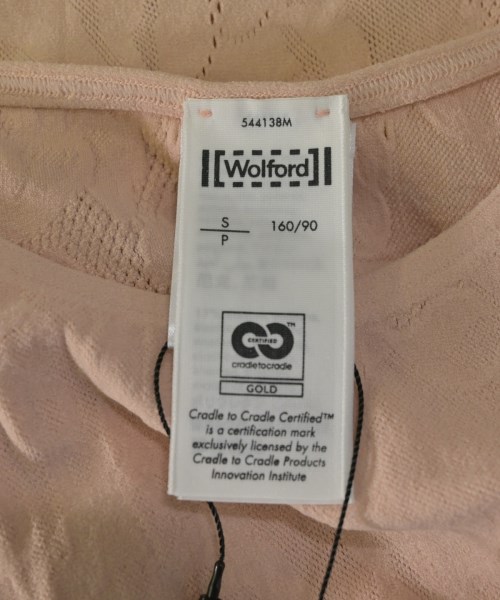 544138M
Wolford
S 160/90
P
CERTIFIED
TM
cradletocradle
GOLD
Cradle to Cradle Certified™
is a certification mark
exclusively licensed by the
Cradle to Cradle Products
Innovation Institute